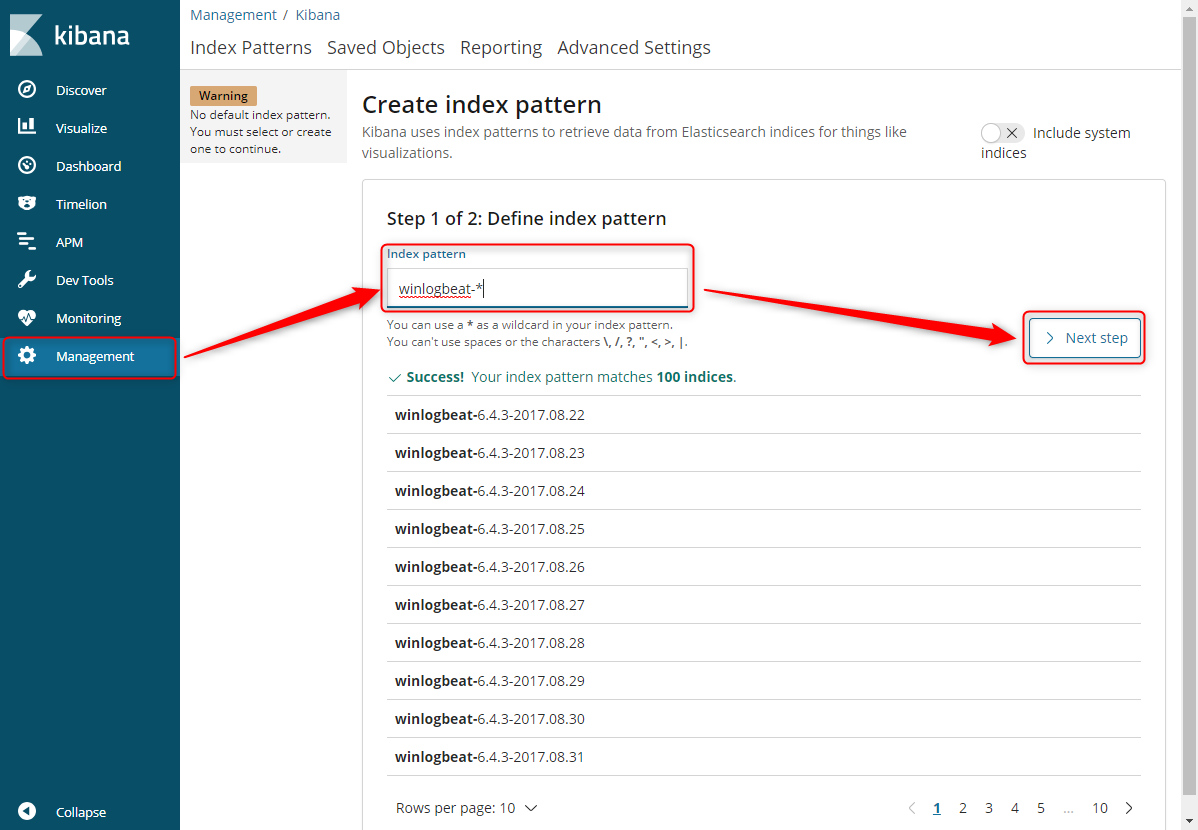 kibana
Discover
Visualize
Dashboard
Timelion
APM
Dev Tools
Monitoring
Management
Collapse
Management / Kibana
Index Patterns Saved Objects Reporting Advanced Settings
Warning
No default index pattern.
You must select or create
one to continue.
Create index pattern
Kibana uses index patterns to retrieve data from Elasticsearch indices for things like
visualizations.
Include system
indices
Step 1 of 2: Define index pattern
Index pattern
winlogbeat-*
You can use a * as a wildcard in your index pattern.
You can't use spaces or the characters \, /, ?, ", <, >, |.
Next step
Success! Your index pattern matches 100 indices.
winlogbeat-6.4.3-2017.08.22
winlogbeat-6.4.3-2017.08.23
winlogbeat-6.4.3-2017.08.24
winlogbeat-6.4.3-2017.08.25
winlogbeat-6.4.3-2017.08.26
winlogbeat-6.4.3-2017.08.27
winlogbeat-6.4.3-2017.08.28
winlogbeat-6.4.3-2017.08.29
winlogbeat-6.4.3-2017.08.30
winlogbeat-6.4.3-2017.08.31
Rows per page: 10
1 2 3 4 5 ... 10